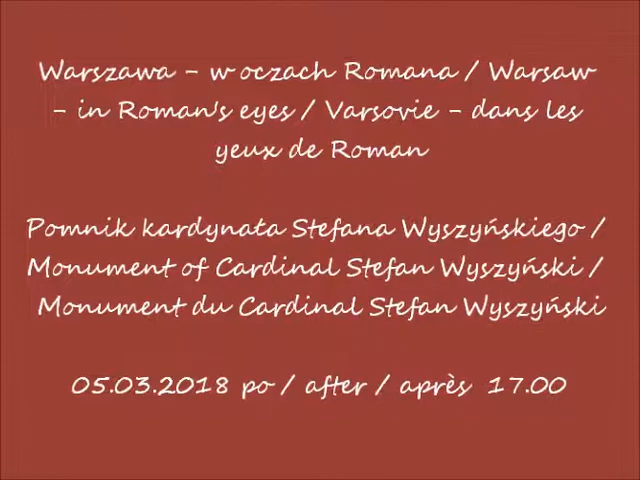 Warszawa - w oczach Romana / Warsaw
- in Roman's eyes / Varsovie - dans les
yeux de Roman
Pomnik kardynała Stefana Wyszyńskiego /
Monument of Cardinal Stefan Wyszyński /
Monument du Cardinal Stefan Wyszyński
05.03.2018 po / after / après 17.00